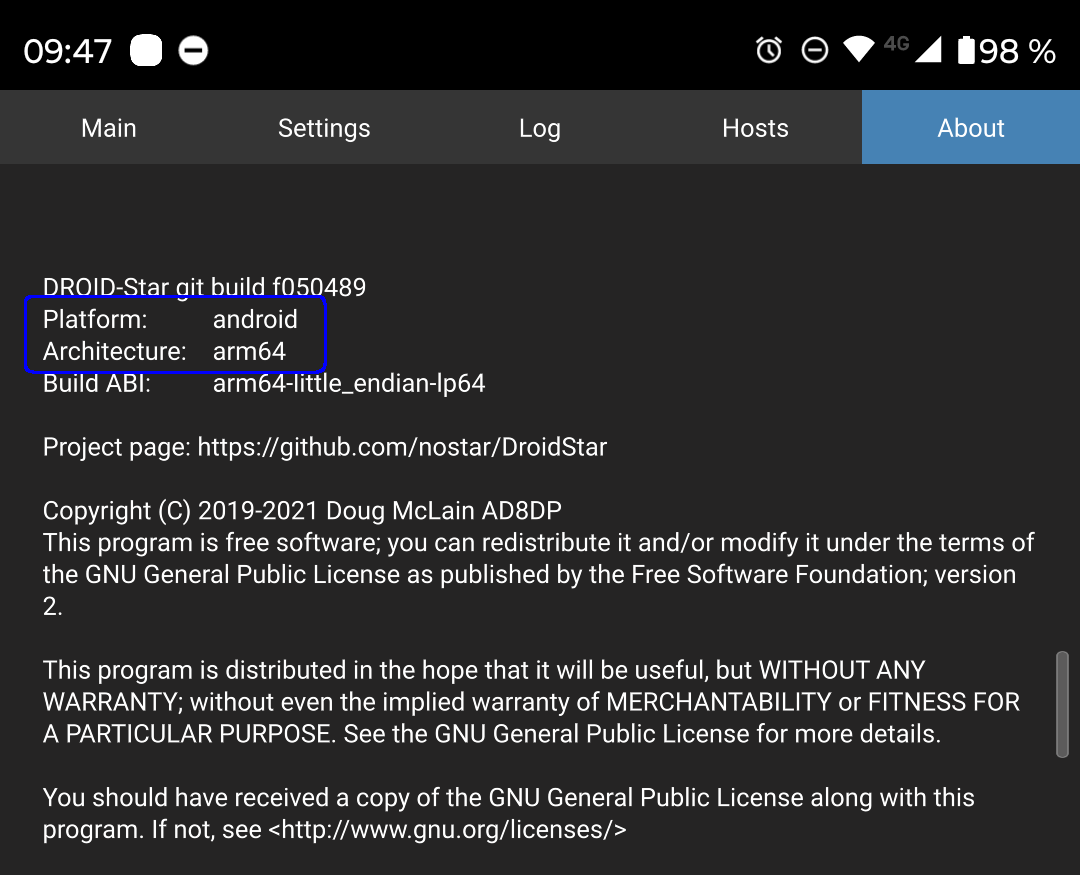 09:47 4G 98 %
Main Settings Log Hosts About
DROID-Star git build f050489
Platform: android
Architecture: arm64
Build ABI: arm64-little_endian-lp64
Project page: https://github.com/nostar/DroidStar
Copyright (C) 2019-2021 Doug McLain AD8DP
This program is free software; you can redistribute it and/or modify it under the terms of
the GNU General Public License as published by the Free Software Foundation; version
2.
This program is distributed in the hope that it will be useful, but WITHOUT ANY
WARRANTY; without even the implied warranty of MERCHANTABILITY or FITNESS FOR
A PARTICULAR PURPOSE. See the GNU General Public License for more details.
You should have received a copy of the GNU General Public License along with this
program. If not, see <http://www.gnu.org/licenses/>